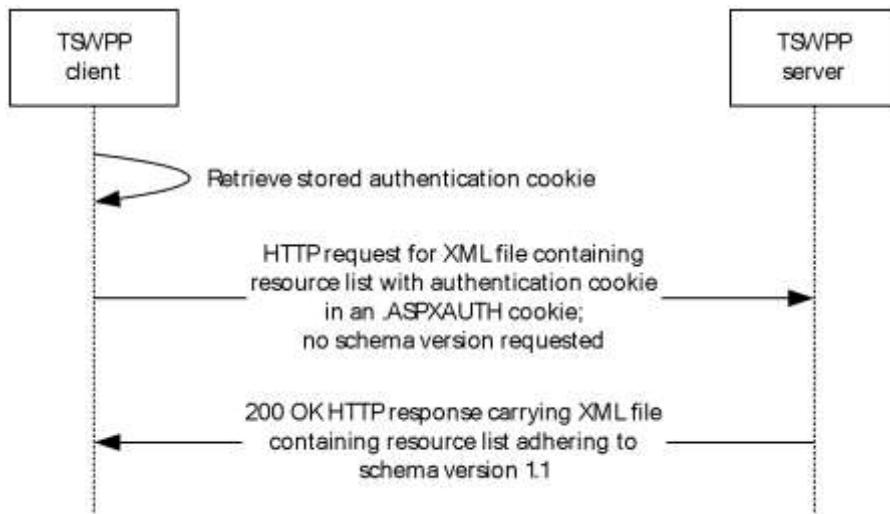 TSWPP
client
TSWPP
server
Retrieve stored authentication cookie
HTTP request for XML file containing
resource list with authentication cookie
in an .ASPXAUTH cookie;
no schema version requested
200 OK HTTP response carrying XML file
containing resource list adhering to
schema version 1.1